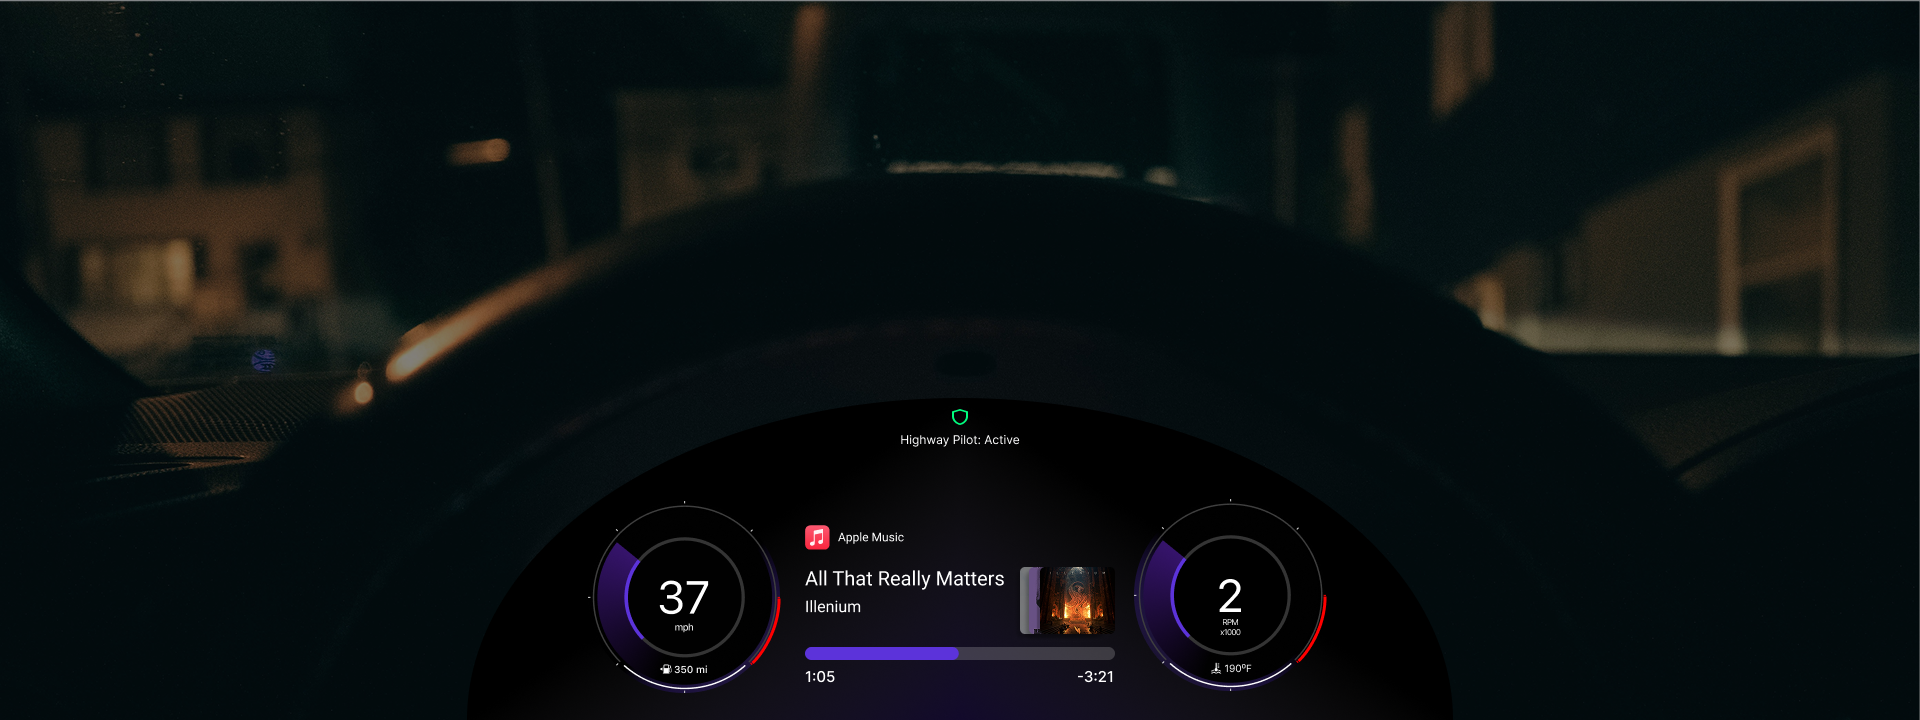 Highway Pilot: Active
37
mph
350 mi
Apple Music
All That Really Matters
Illenium
1:05
-3:21
2
RPM
x1000
190ºF